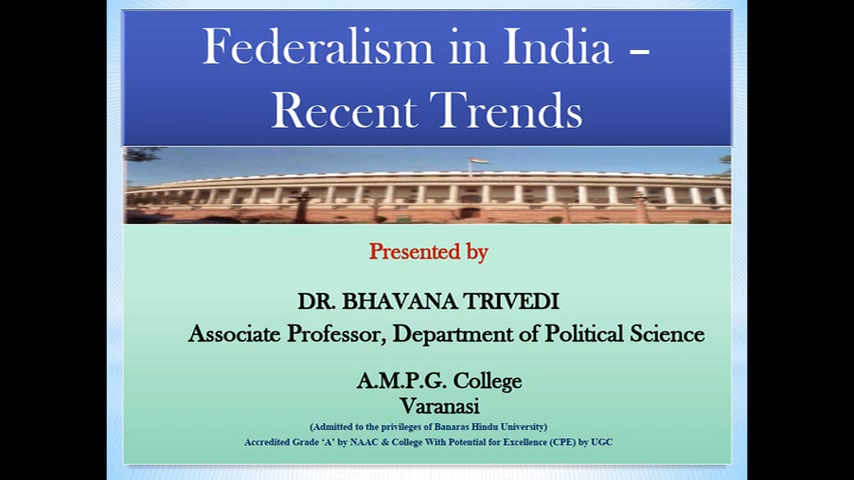 Federalism in India –
Recent Trends
Presented by
DR. BHAVANA TRIVEDI
Associate Professor, Department of Political Science
A.M.P.G. College
Varanasi
(Admitted to the privileges of Banaras Hindu University)
Accredited Grade ‘A’ by NAAC & College With Potential for Excellence (CPE) by UGC